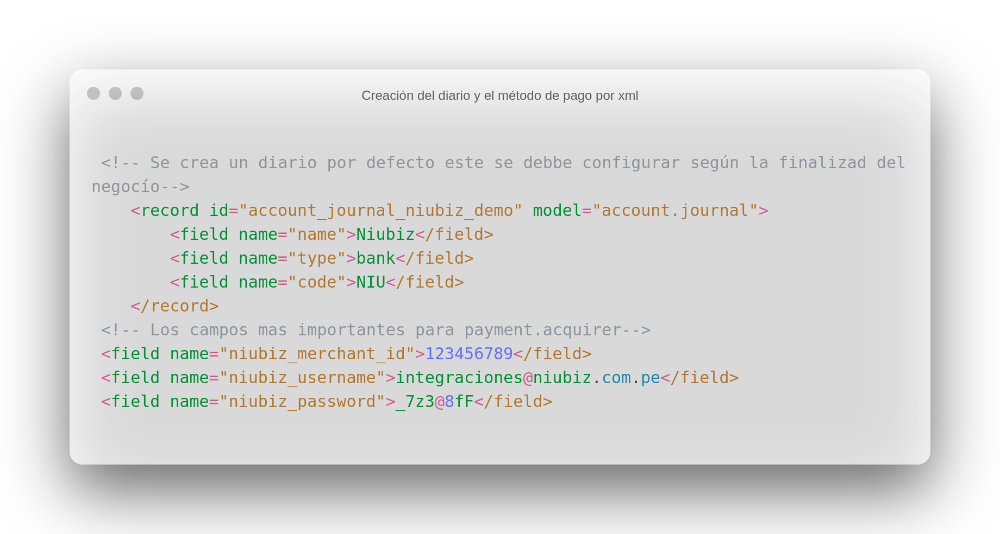 Creación del diario y el método de pago por xml
<!-- Se crea un diario por defecto este se debbe configurar según la finalizad del
negocío-->
<record id="account_journal_niubiz_demo" model="account.journal">
<field name="name">Niubiz</field>
<field name="type">bank</field>
<field name="code">NIU</field>
</record>
<!-- Los campos mas importantes para payment.acquirer-->
<field name="niubiz_merchant_id">123456789</field>
<field name="niubiz_username">integraciones@niubiz.com.pe</field>
<field name="niubiz_password">_7z3@8fF</field>